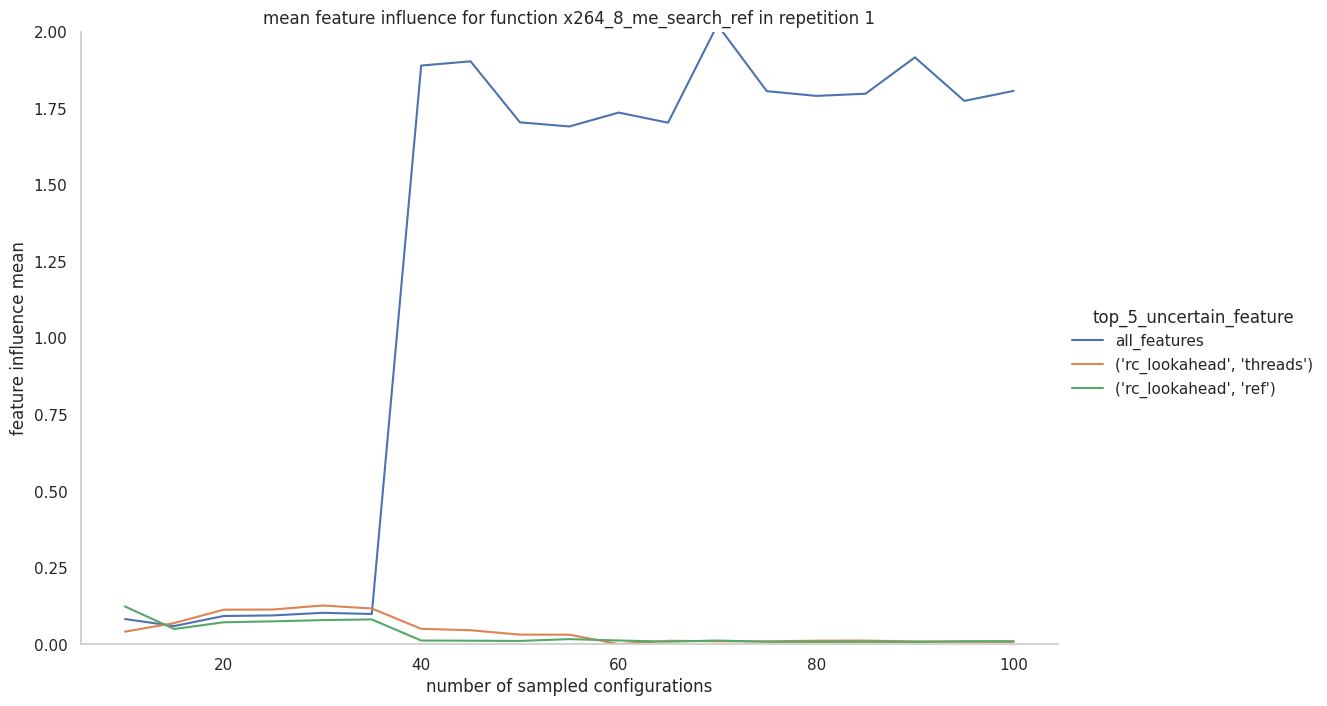 mean feature influence for function x264_8_me_search_ref in repetition 1
2.00
1.75
1.50
1.25
1.00
0.75
0.50
0.25
0.00
feature influence mean
20
40
60
80
100
number of sampled configurations
top_5_uncertain_feature
all_features
('rc_lookahead', 'threads')
('rc_lookahead', 'ref')